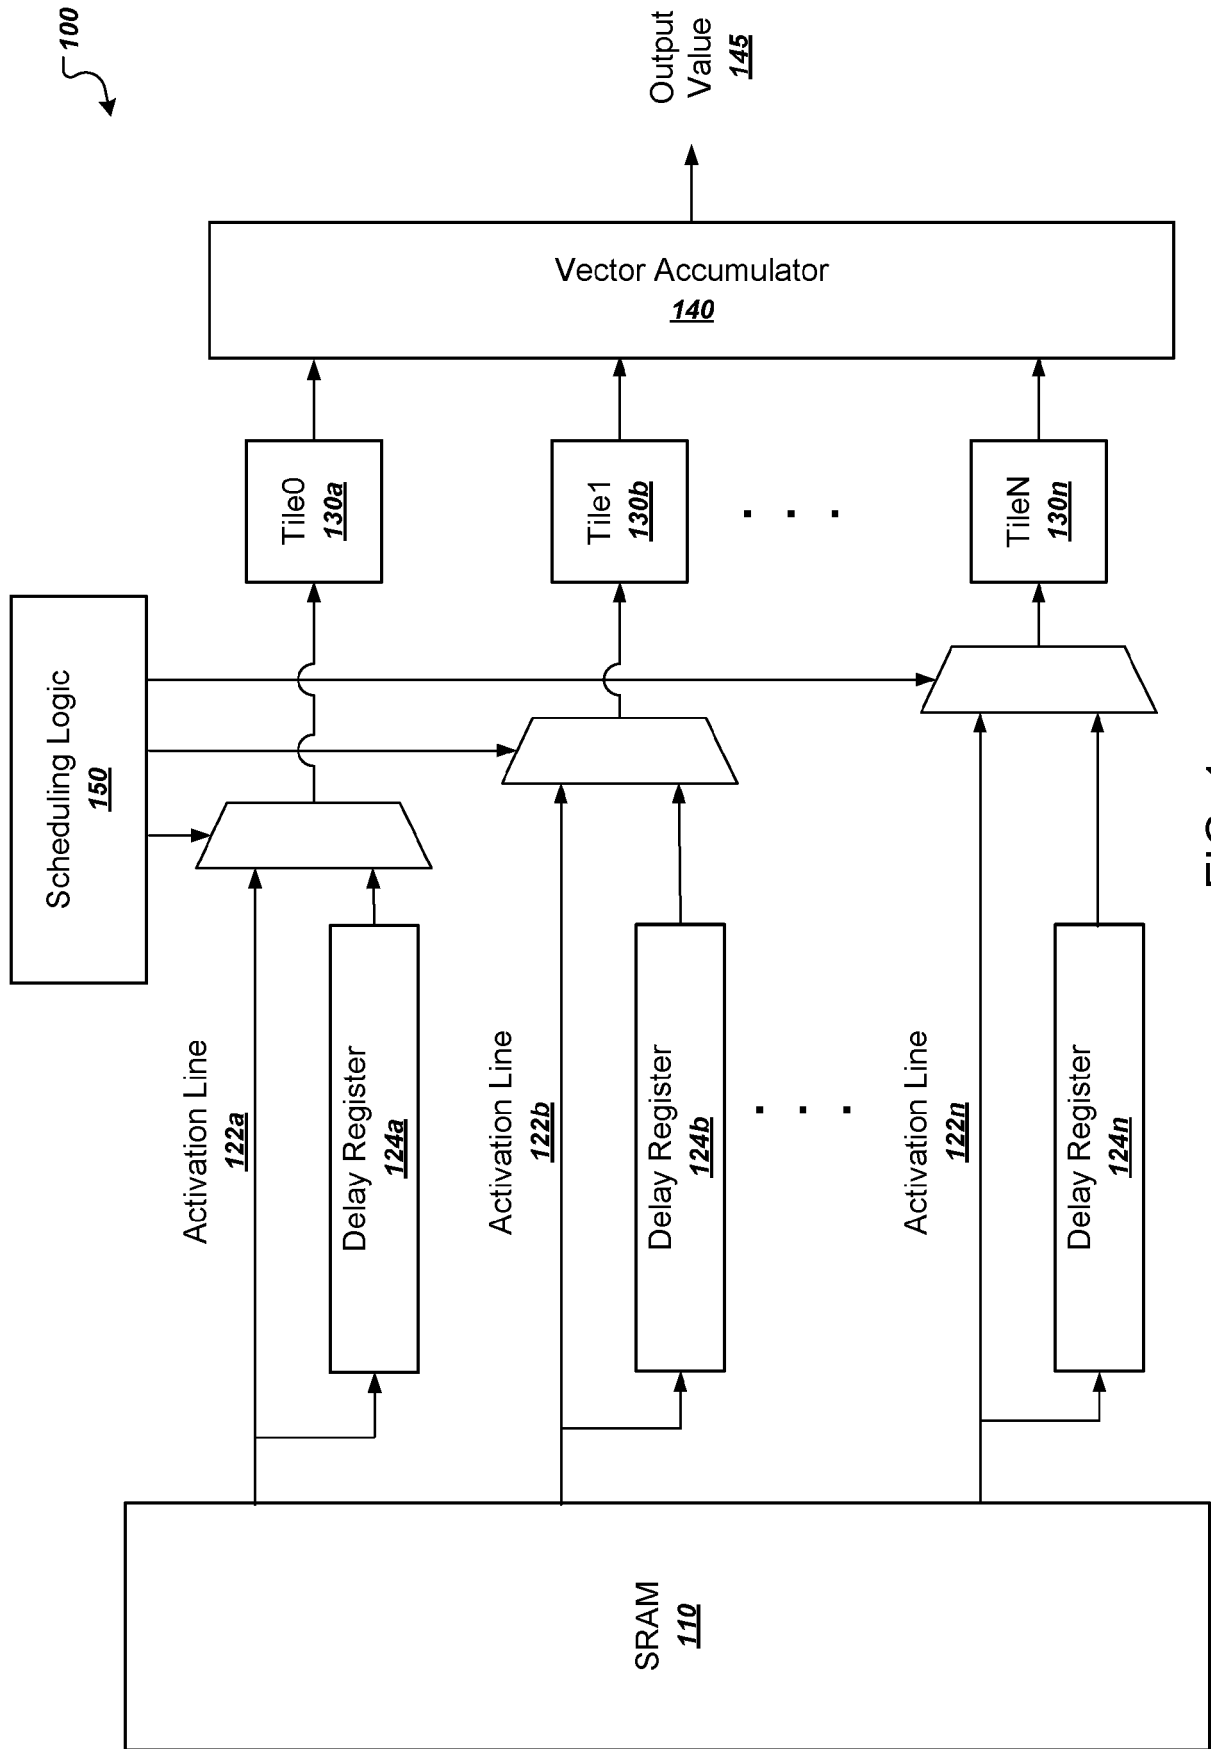 100
Scheduling Logic
150
Activation Line
122a
Delay Register
124a
Tile0
130a
Activation Line
122b
Delay Register
124b
Tile1
130b
SRAM
110
Vector Accumulator
140
Output
Value
145
. . .
. . .
Activation Line
122n
Delay Register
124n
TileN
130n